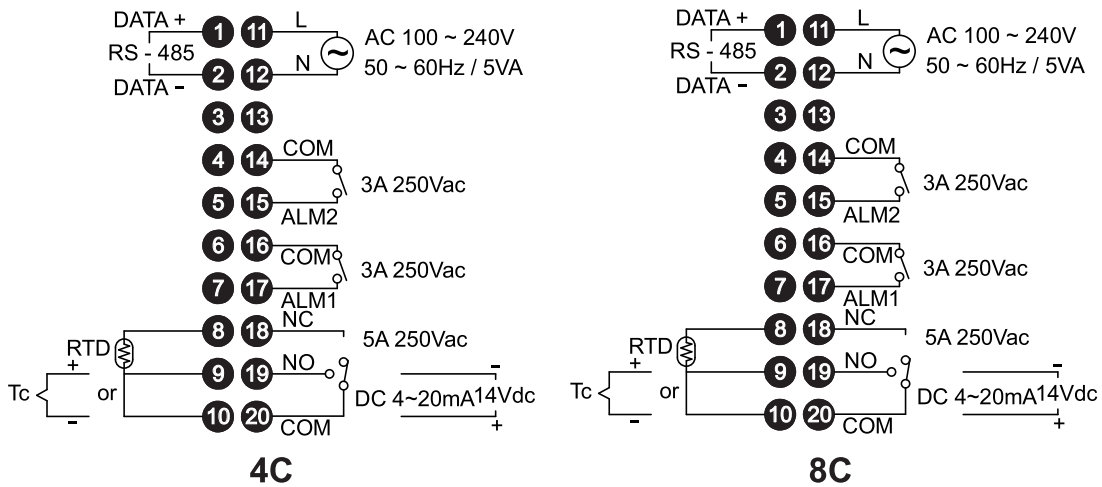 DATA + 1 11 L
RS - 485 AC 100 ~ 240V
N 50 ~ 60Hz / 5VA
DATA - 2 12
3 13
4 14 COM
3A 250Vac
5 15 ALM2
6 16 COM
3A 250Vac
7 17 ALM1
8 18 NC
5A 250Vac
RTD
+ 9 19 NO -
Tc or DC 4~20mA 14Vdc
- 10 20 COM +
4C
DATA + 1 11 L
RS - 485 AC 100 ~ 240V
N 50 ~ 60Hz / 5VA
DATA - 2 12
3 13
4 14 COM
3A 250Vac
5 15 ALM2
6 16 COM
3A 250Vac
7 17 ALM1
8 18 NC
5A 250Vac
RTD
+ 9 19 NO -
Tc or DC 4~20mA 14Vdc
- 10 20 COM +
8C